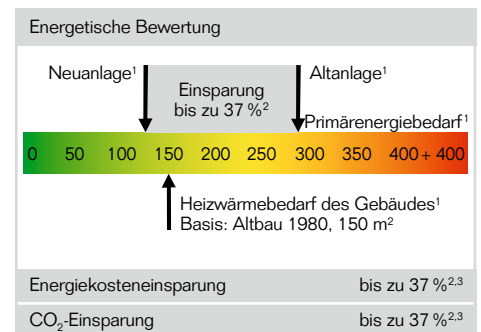 Energetische Bewertung
Neuanlage¹
Altanlage¹
Einsparung
bis zu 37 %²
Primärenergiebedarf¹
0 50 100 150 200 250 300 350 400 + 400
Heizwärmebedarf des Gebäudes¹
Basis: Altbau 1980, 150 m²
Energiekosteneinsparung bis zu 37 %²,³
CO₂-Einsparung bis zu 37 %²,³